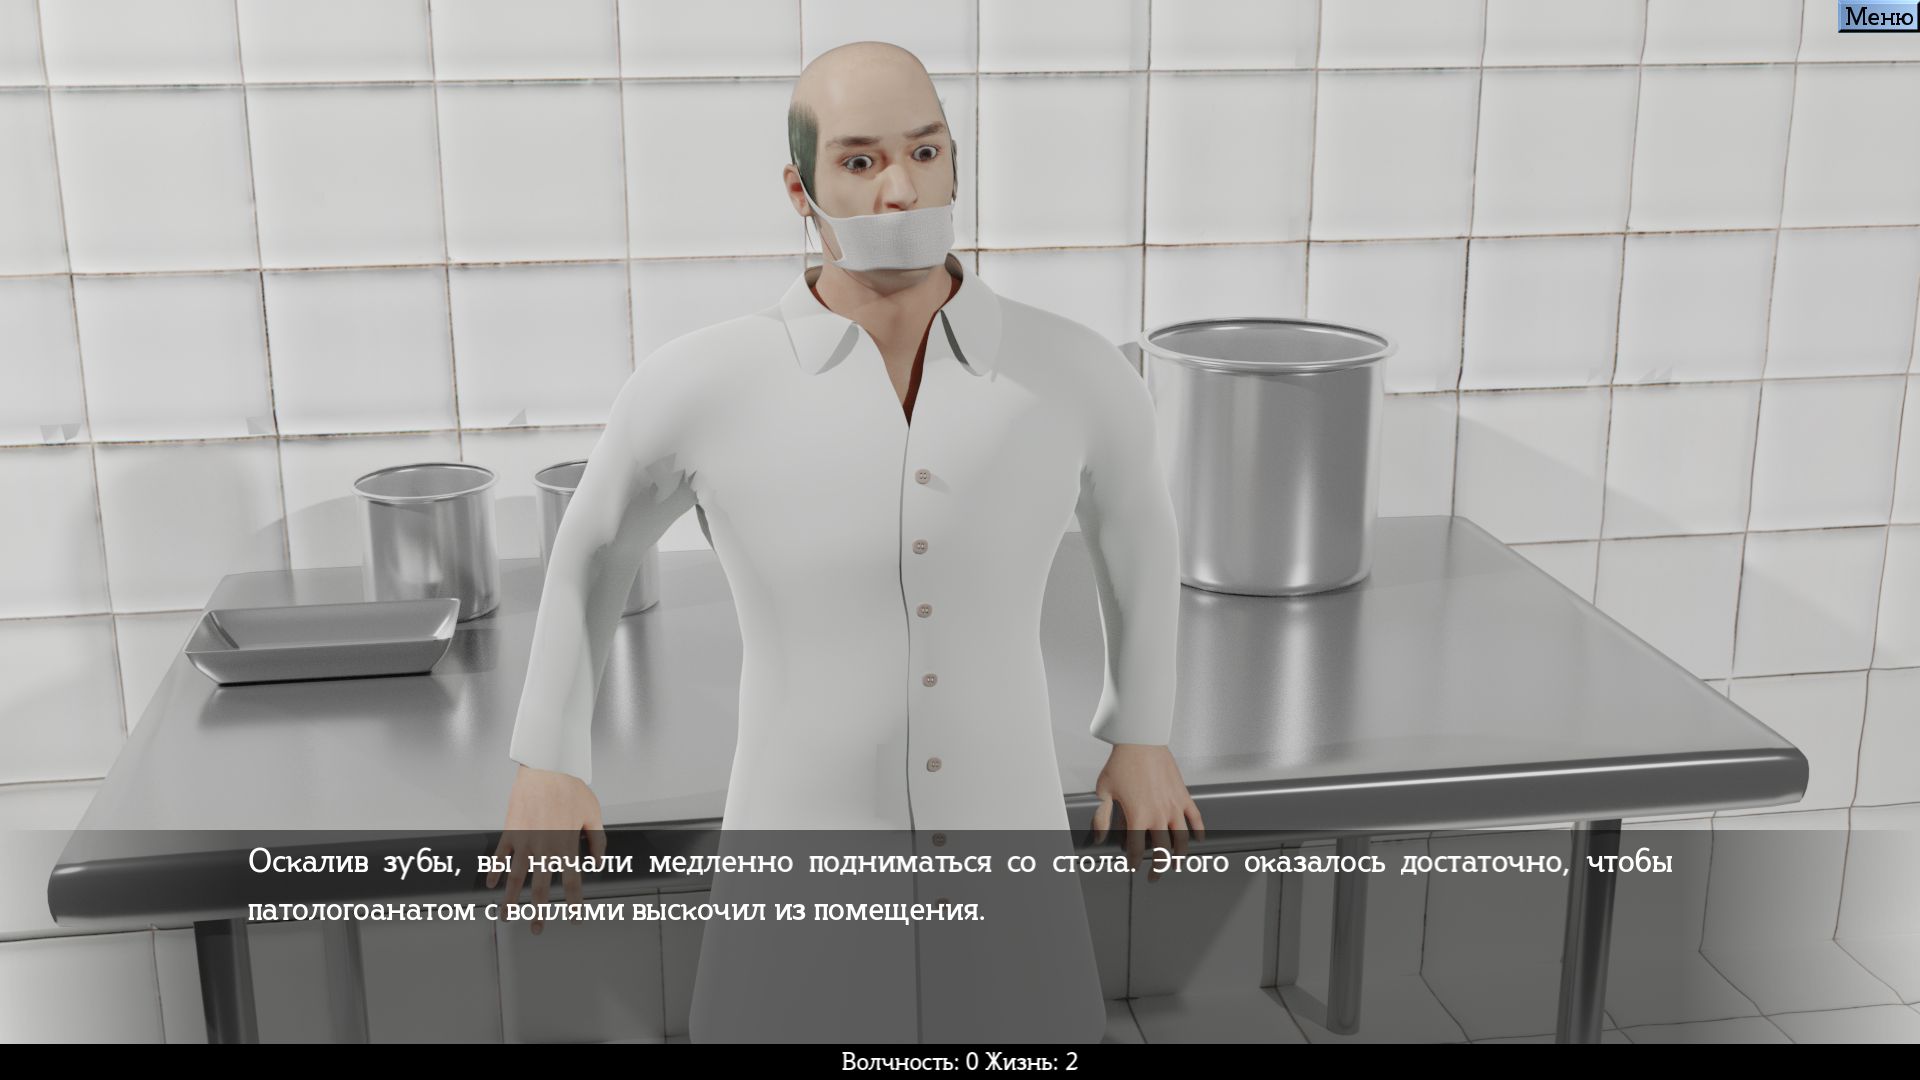 Меню
Оскалив зубы, вы начали медленно подниматься со стола. Этого оказалось достаточно, чтобы
патологоанатом с воплями выскочил из помещения.
Волчность: 0 Жизнь: 2